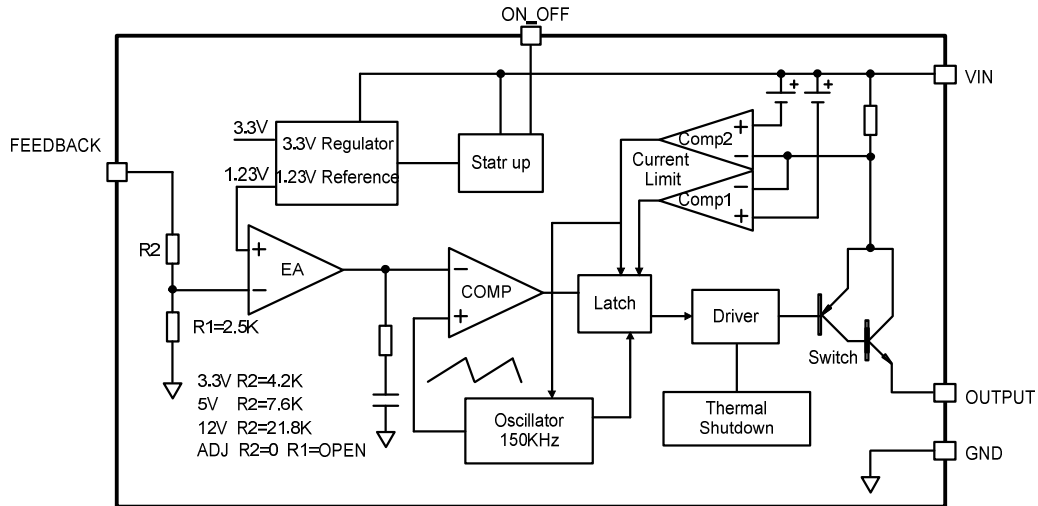 ON_OFF
VIN
FEEDBACK
3.3V
3.3V Regulator
1.23V
1.23V Reference
Statr up
+
+
Comp2
+
−
Current
Limit
Comp1
−
+
R2
+
−
EA
−
+
COMP
Latch
Driver
Switch
R1=2.5K
3.3V R2=4.2K
5V R2=7.6K
12V R2=21.8K
ADJ R2=0 R1=OPEN
Oscillator
150KHz
Thermal
Shutdown
OUTPUT
GND